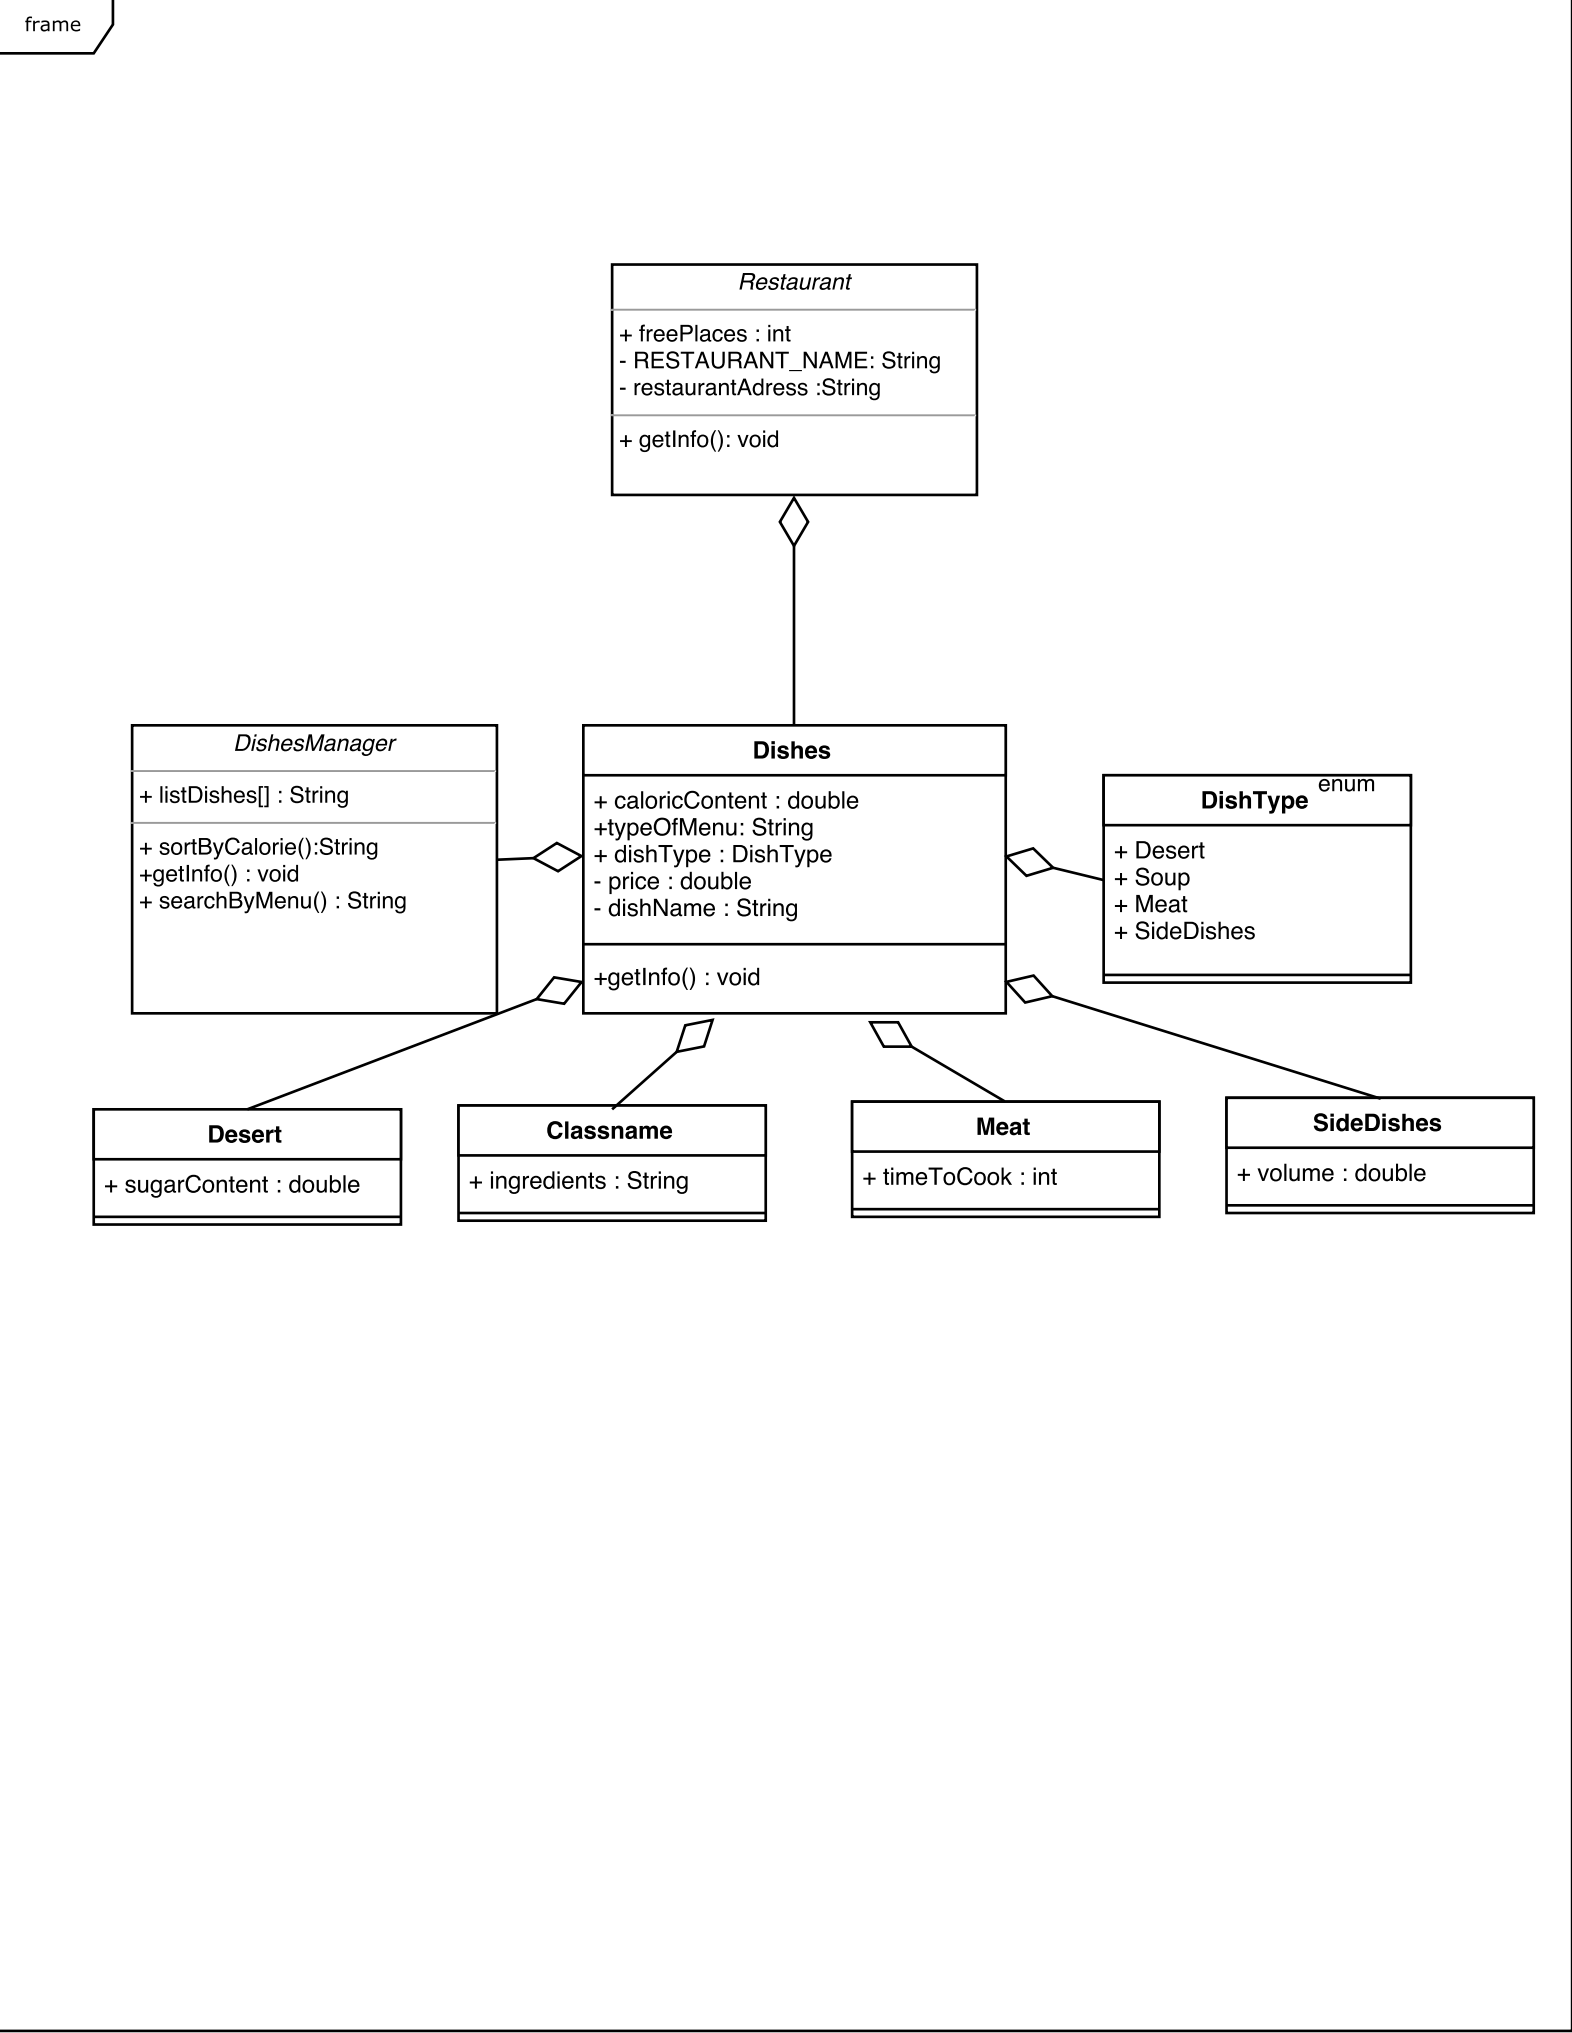 frame
Restaurant
+ freePlaces : int
- RESTAURANT_NAME: String
- restaurantAdress :String
+ getInfo(): void
DishesManager
+ listDishes[] : String
+ sortByCalorie():String
+getInfo() : void
+ searchByMenu() : String
Dishes
+ caloricContent : double
+typeOfMenu: String
+ dishType : DishType
- price : double
- dishName : String
+getInfo() : void
enum
DishType
+ Desert
+ Soup
+ Meat
+ SideDishes
Desert
+ sugarContent : double
Classname
+ ingredients : String
Meat
+ timeToCook : int
SideDishes
+ volume : double